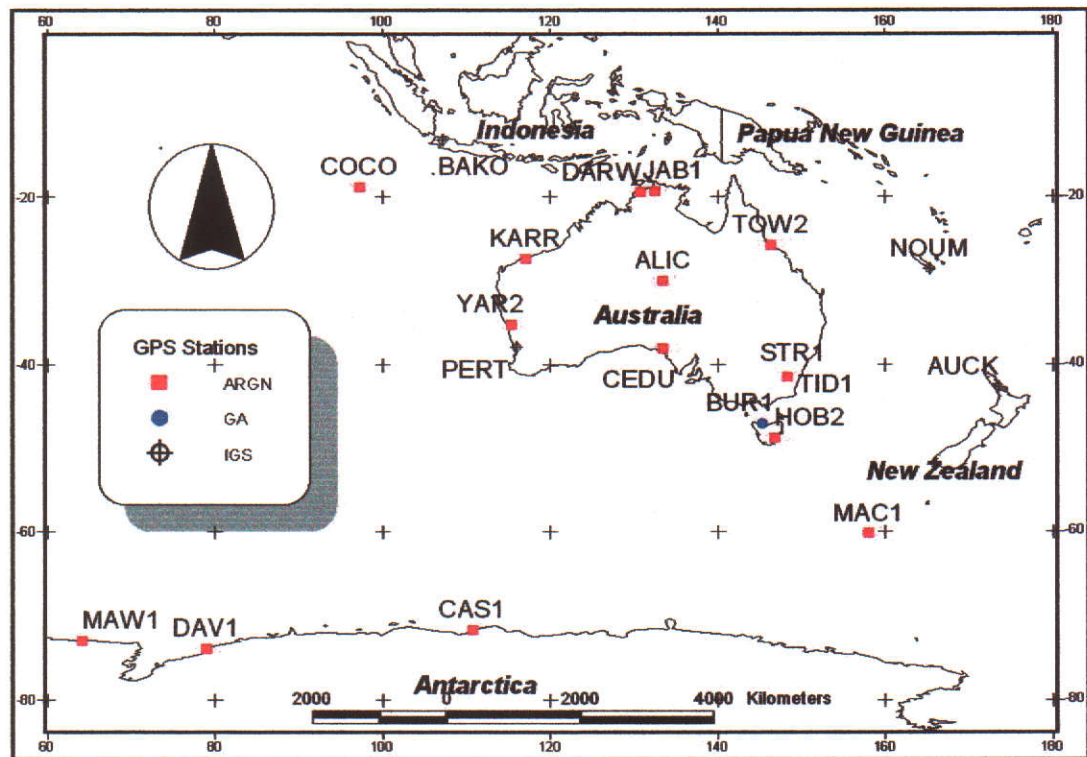 60 80 100 120 140 160 180
Indonesia Papua New Guinea
COCO BAKO DARW JAB1
-20 -20
KARR TOW2 NOUM
ALIC
YAR2 Australia
GPS Stations
ARGN
GA
IGS
PERT CEDU STR1
-40 -40
TID1 AUCK
BUR1 HOB2
New Zealand
MAC1
-60 -60
MAW1 DAV1 CAS1
Antarctica
2000 0 2000 4000 Kilometers
-80 -80
60 80 100 120 140 160 180